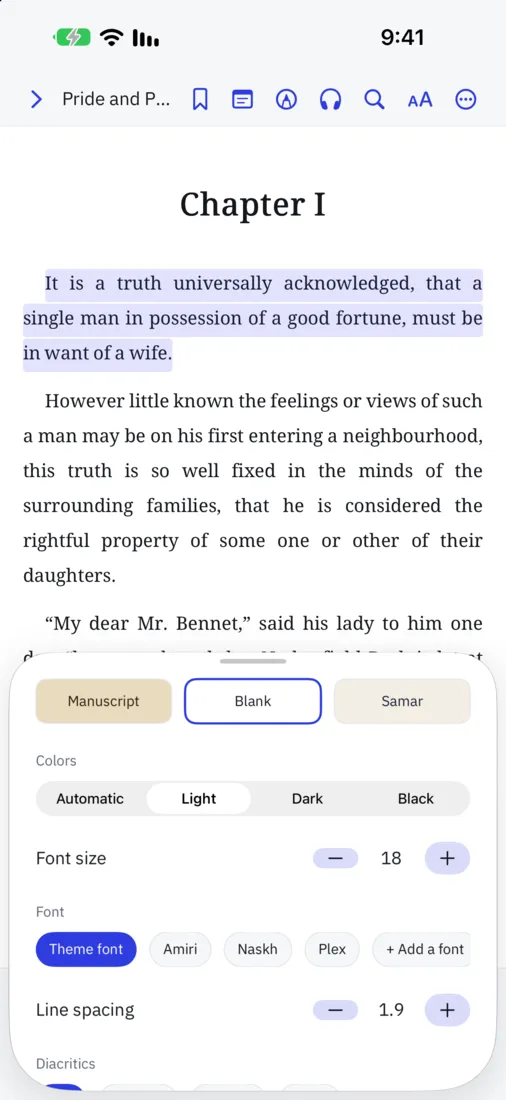 9:41
Pride and P...
AA
Chapter I
It is a truth universally acknowledged, that a
single man in possession of a good fortune, must be
in want of a wife.
However little known the feelings or views of such
a man may be on his first entering a neighbourhood,
this truth is so well fixed in the minds of the
surrounding families, that he is considered the
rightful property of some one or other of their
daughters.
“My dear Mr. Bennet,” said his lady to him one
Manuscript
Blank
Samar
Colors
Automatic
Light
Dark
Black
Font size
18
Font
Theme font
Amiri
Naskh
Plex
+ Add a font
Line spacing
1.9
Diacritics